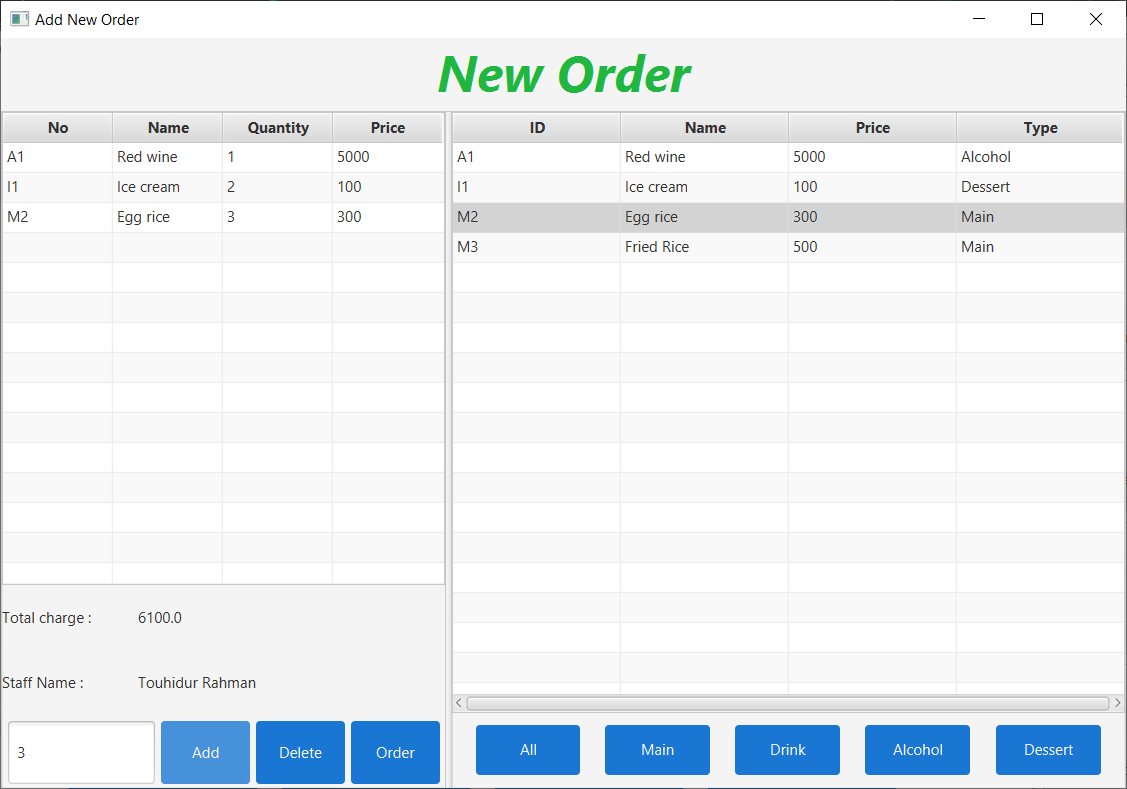 Add New Order
New Order
No Name Quantity Price
A1 Red wine 1 5000
I1 Ice cream 2 100
M2 Egg rice 3 300
Total charge : 6100.0
Staff Name : Touhidur Rahman
3 Add Delete Order
ID Name Price Type
A1 Red wine 5000 Alcohol
I1 Ice cream 100 Dessert
M2 Egg rice 300 Main
M3 Fried Rice 500 Main
All Main Drink Alcohol Dessert